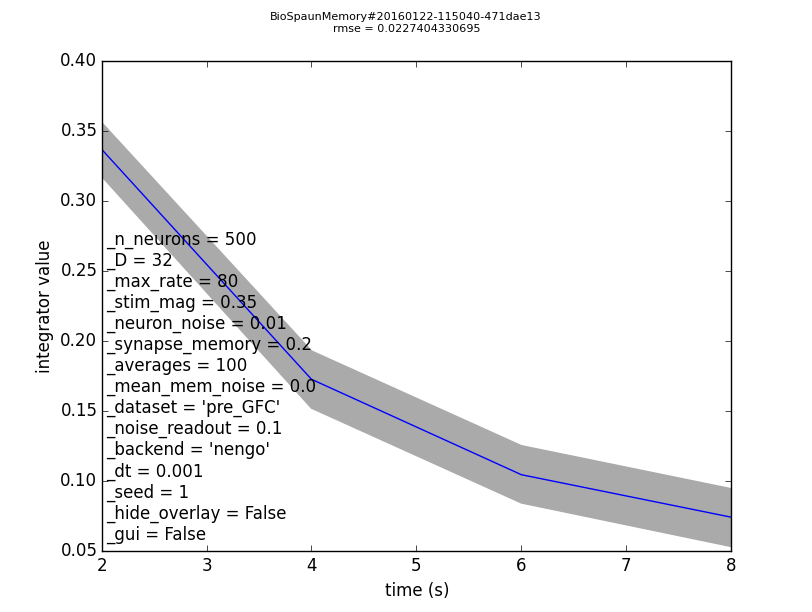 BioSpaunMemory#20160122-115040-471dae13
rmse = 0.0227404330695
0.40
0.35
0.30
0.25
0.20
0.15
0.10
0.05
integrator value
_n_neurons = 500
_D = 32
_max_rate = 80
_stim_mag = 0.35
_neuron_noise = 0.01
_synapse_memory = 0.2
_averages = 100
_mean_mem_noise = 0.0
_dataset = 'pre_GFC'
_noise_readout = 0.1
_backend = 'nengo'
_dt = 0.001
_seed = 1
_hide_overlay = False
_gui = False
2 3 4 5 6 7 8
time (s)